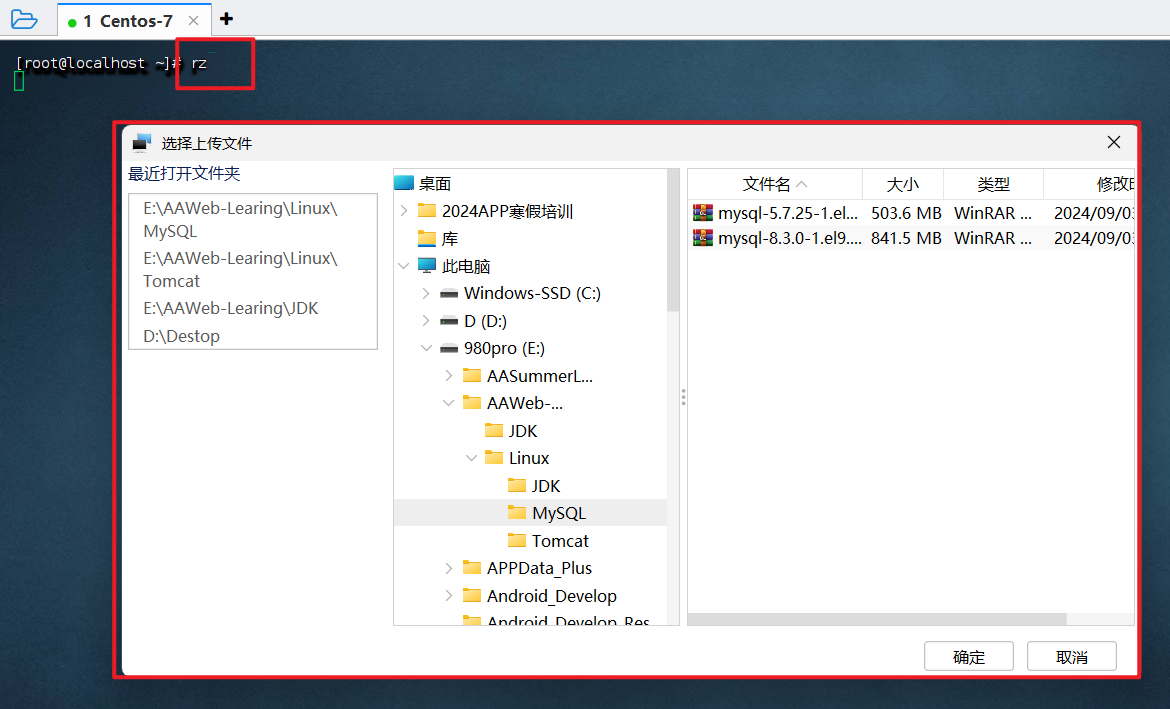 1 Centos-7
[root@localhost ~]# rz
选择上传文件
最近打开文件夹
E:\AAWeb-Learing\Linux\
MySQL
E:\AAWeb-Learing\Linux\
Tomcat
E:\AAWeb-Learing\JDK
D:\Destop
桌面
2024APP寒假培训
库
此电脑
Windows-SSD (C:)
D (D:)
980pro (E:)
AASummerL...
AAWeb-...
JDK
Linux
JDK
MySQL
Tomcat
APPData_Plus
Android_Develop
Android_Develop_Res
文件名 大小 类型 修改
mysql-5.7.25-1.el... 503.6 MB WinRAR ... 2024/09/03
mysql-8.3.0-1.el9.... 841.5 MB WinRAR ... 2024/09/03
确定 取消